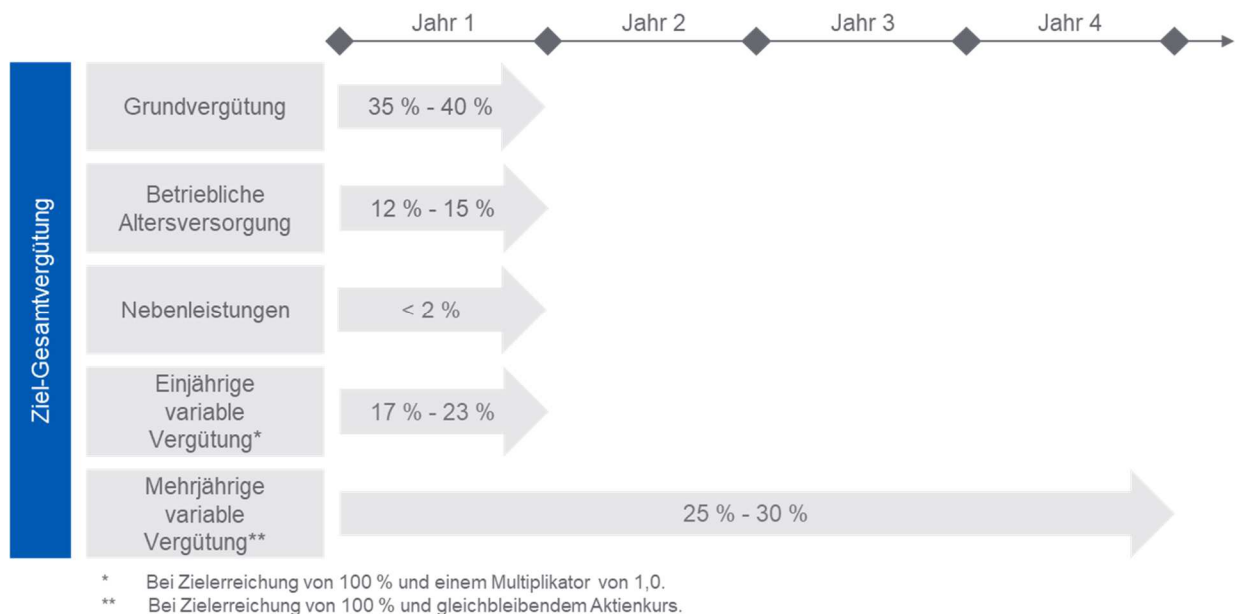 Jahr 1 Jahr 2 Jahr 3 Jahr 4
Ziel-Gesamtvergütung
Grundvergütung
35 % - 40 %
Betriebliche
Altersversorgung
12 % - 15 %
Nebenleistungen
< 2 %
Einjährige
variable
Vergütung*
17 % - 23 %
Mehrjährige
variable
Vergütung**
25 % - 30 %
* Bei Zielerreichung von 100 % und einem Multiplikator von 1,0.
** Bei Zielerreichung von 100 % und gleichbleibendem Aktienkurs.